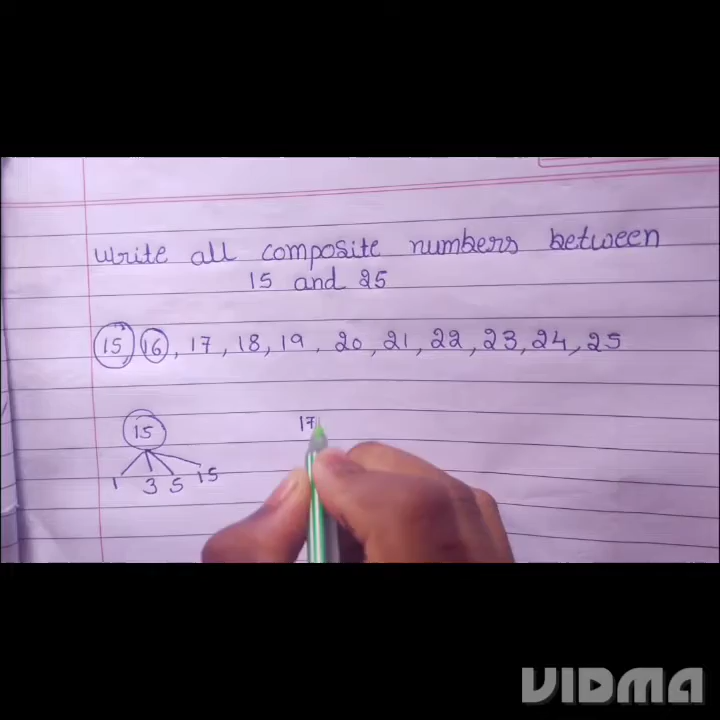 write all composite numbers between
15 and 25
15, 16, 17, 18, 19, 20, 21, 22, 23, 24, 25
15 17
1 3 5 15
VIDMA